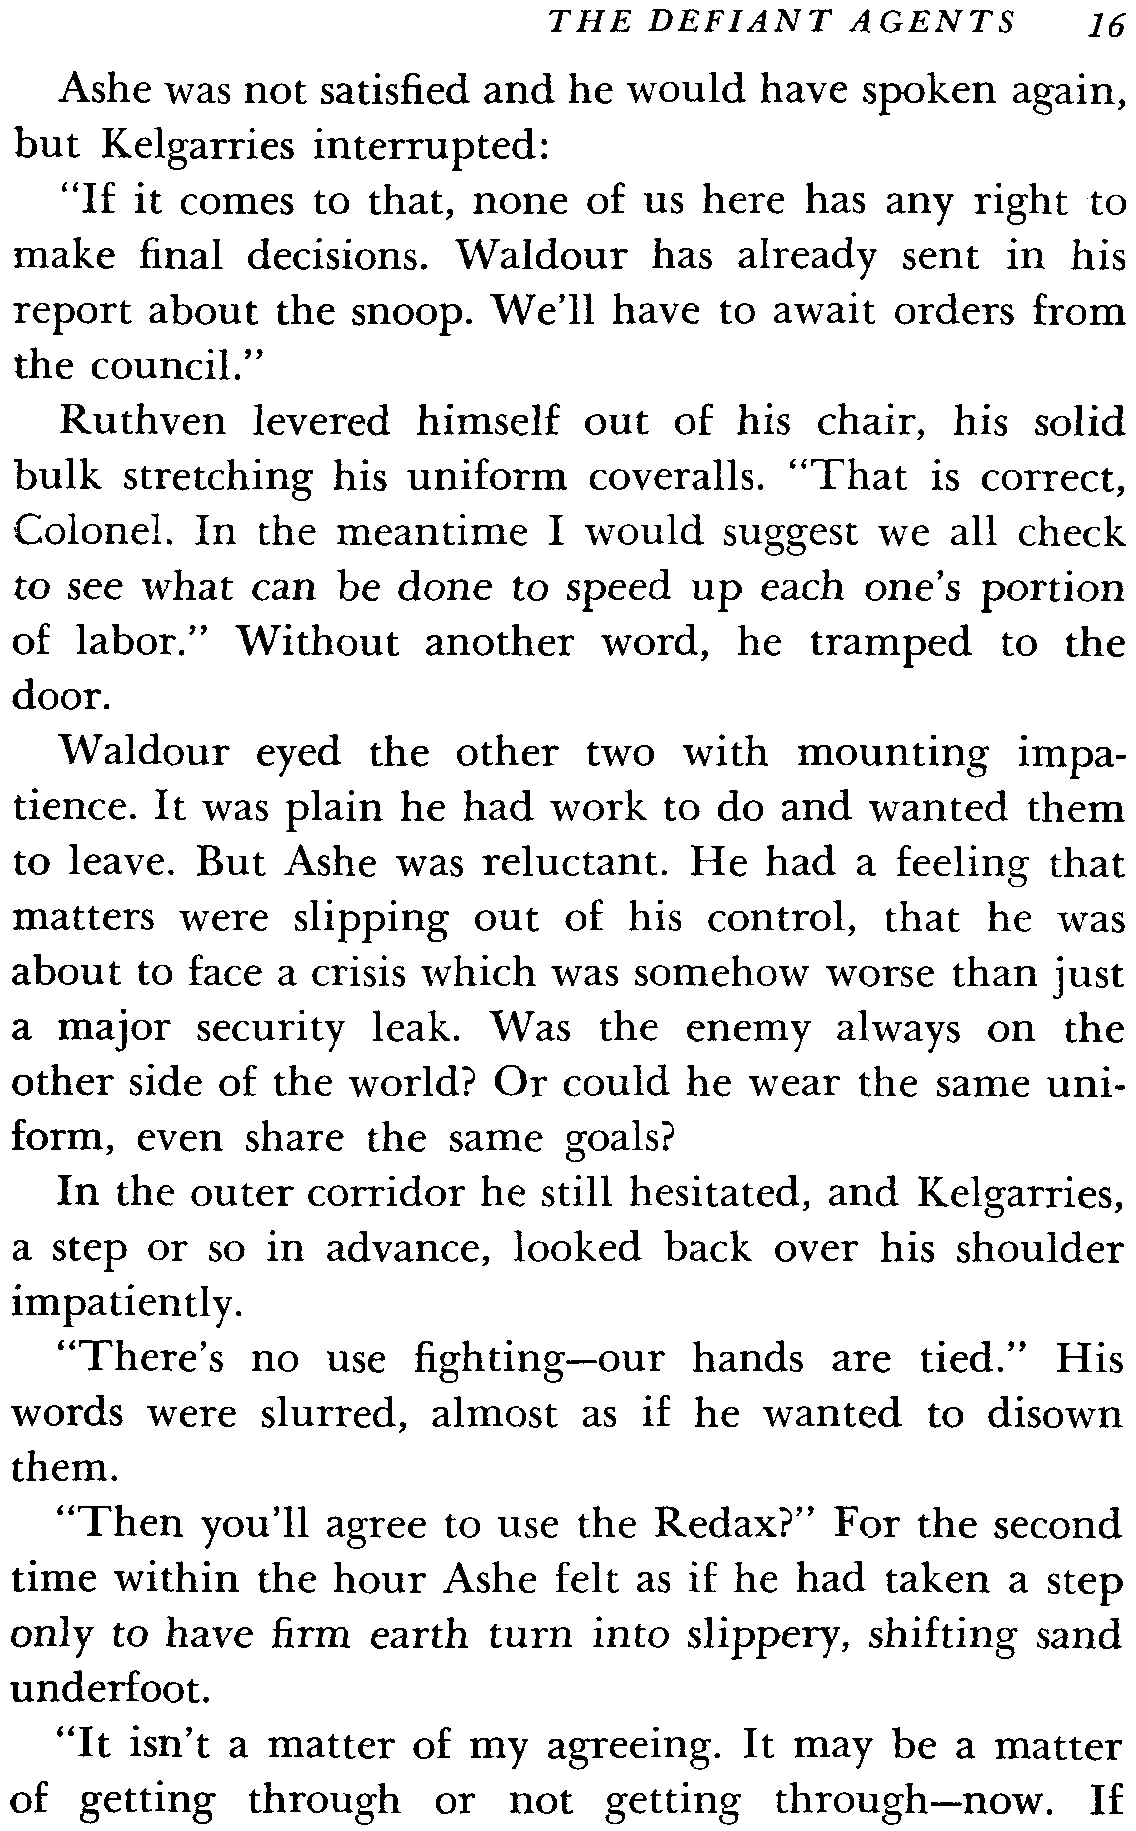 THE DEFIANT AGENTS 16
Ashe was not satisfied and he would have spoken again,
but Kelgarries interrupted:
“If it comes to that, none of us here has any right to
make final decisions. Waldour has already sent in his
report about the snoop. We’ll have to await orders from
the council.”
Ruthven levered himself out of his chair, his solid
bulk stretching his uniform coveralls. “That is correct,
Colonel. In the meantime I would suggest we all check
to see what can be done to speed up each one’s portion
of labor.” Without another word, he tramped to the
door.
Waldour eyed the other two with mounting impa-
tience. It was plain he had work to do and wanted them
to leave. But Ashe was reluctant. He had a feeling that
matters were slipping out of his control, that he was
about to face a crisis which was somehow worse than just
a major security leak. Was the enemy always on the
other side of the world? Or could he wear the same uni-
form, even share the same goals?
In the outer corridor he still hesitated, and Kelgarries,
a step or so in advance, looked back over his shoulder
impatiently.
“There’s no use fighting—our hands are tied.” His
words were slurred, almost as if he wanted to disown
them.
“Then you’ll agree to use the Redax?” For the second
time within the hour Ashe felt as if he had taken a step
only to have firm earth turn into slippery, shifting sand
underfoot.
“It isn’t a matter of my agreeing. It may be a matter
of getting through or not getting through—now. If